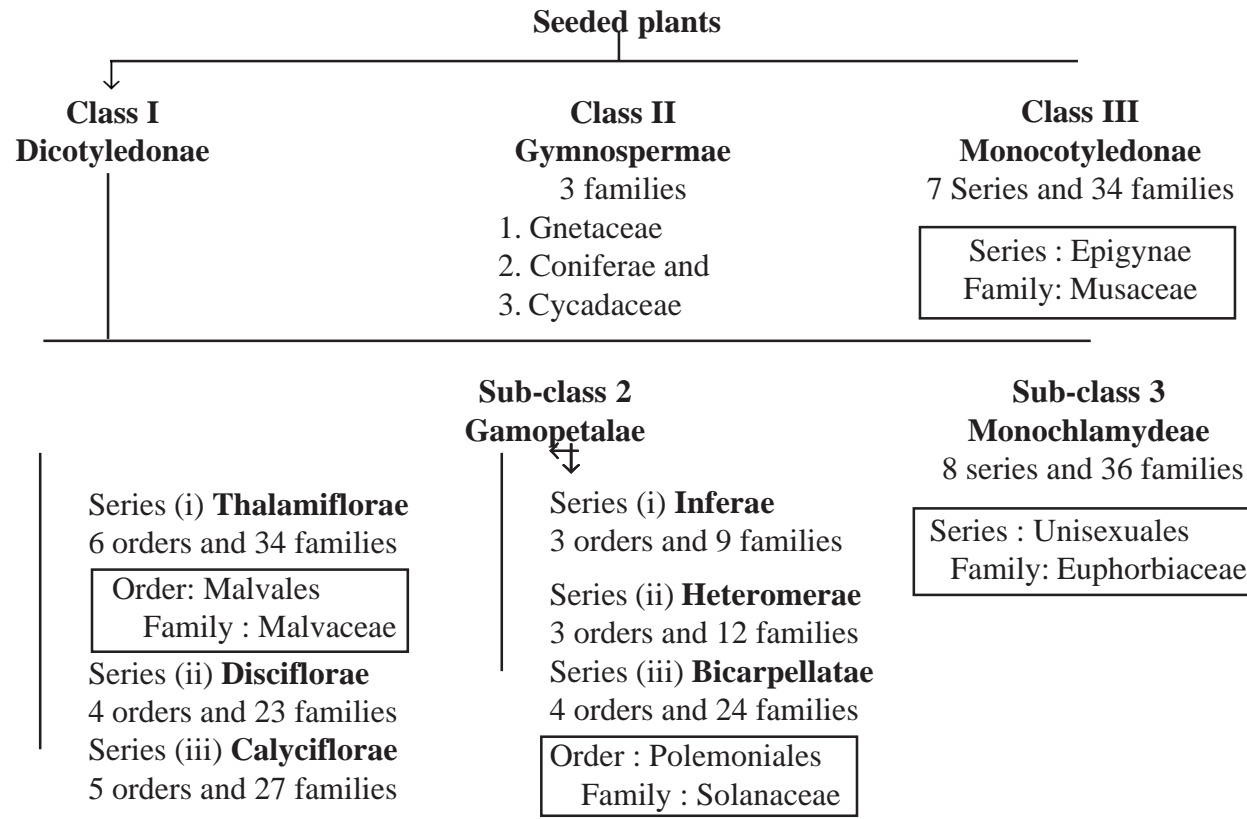 Seeded plants
Class I
Dicotyledonae
Class II
Gymnospermae
3 families
1. Gnetaceae
2. Coniferae and
3. Cycadaceae
Class III
Monocotyledonae
7 Series and 34 families
Series : Epigynae
Family: Musaceae
Series (i) Thalamiflorae
6 orders and 34 families
Order: Malvales
Family : Malvaceae
Series (ii) Disciflorae
4 orders and 23 families
Series (iii) Calyciflorae
5 orders and 27 families
Sub-class 2
Gamopetalae
Series (i) Inferae
3 orders and 9 families
Series (ii) Heteromerae
3 orders and 12 families
Series (iii) Bicarpellatae
4 orders and 24 families
Order : Polemoniales
Family : Solanaceae
Sub-class 3
Monochlamydeae
8 series and 36 families
Series : Unisexuales
Family: Euphorbiaceae